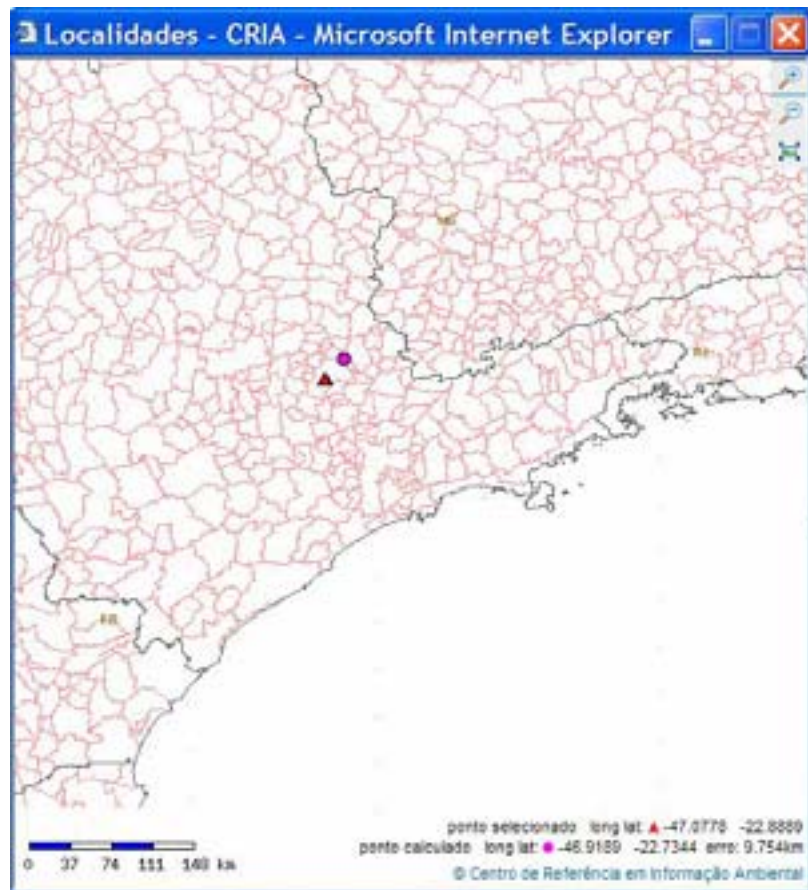 Localidades - CRIA - Microsoft Internet Explorer
ponto selecionado long lat: -47.0778 -22.8889
0 37 74 111 148 km
ponto calculado long lat: -46.9189 -22.7344 erro: 9.754km
© Centro de Referência em Informação Ambiental